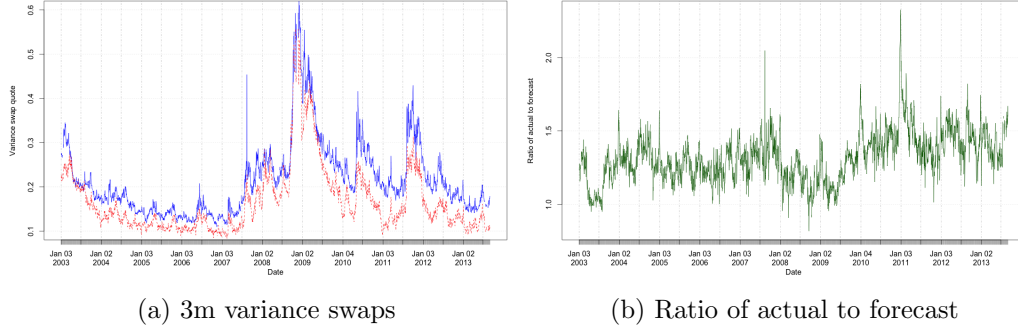 0.6
0.5
0.4
0.3
0.2
0.1
Variance swap quote
Jan 03 Jan 02 Jan 03 Jan 03 Jan 03 Jan 02 Jan 02 Jan 04 Jan 03 Jan 03 Jan 02
2003 2004 2005 2006 2007 2008 2009 2010 2011 2012 2013
Date
(a) 3m variance swaps
2.0
1.5
1.0
Ratio of actual to forecast
Jan 03 Jan 02 Jan 03 Jan 03 Jan 03 Jan 02 Jan 02 Jan 04 Jan 03 Jan 03 Jan 02
2003 2004 2005 2006 2007 2008 2009 2010 2011 2012 2013
Date
(b) Ratio of actual to forecast